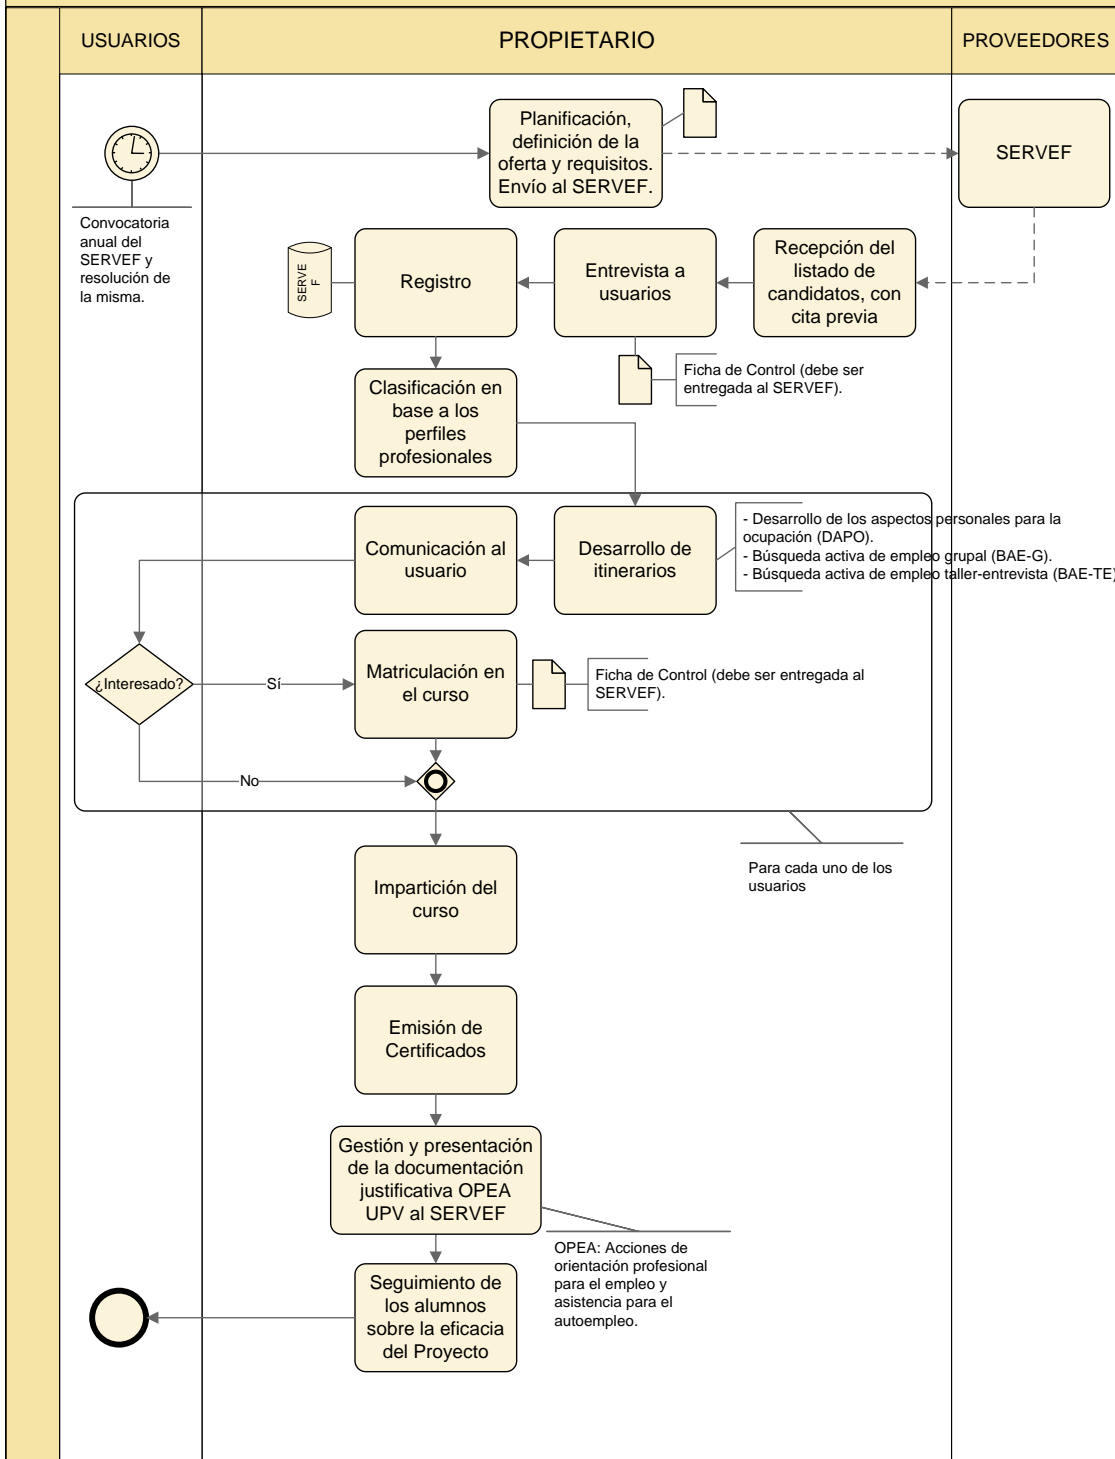 USUARIOS
PROPIETARIO
PROVEEDORES
Planificación,
definición de la
oferta y requisitos.
Envío al SERVEF.
SERVEF
Convocatoria
anual del
SERVEF y
resolución de
la misma.
SERVE
F
Registro
Entrevista a
usuarios
Recepción del
listado de
candidatos, con
cita previa
Ficha de Control (debe ser
entregada al SERVEF).
Clasificación en
base a los
perfiles
profesionales
Comunicación al
usuario
Desarrollo de
itinerarios
- Desarrollo de los aspectos personales para la
ocupación (DAPO).
- Búsqueda activa de empleo grupal (BAE-G).
- Búsqueda activa de empleo taller-entrevista (BAE-TE)
¿Interesado?
Sí
Matriculación en
el curso
Ficha de Control (debe ser entregada al
SERVEF).
No
Para cada uno de los
usuarios
Impartición del
curso
Emisión de
Certificados
Gestión y presentación
de la documentación
justificativa OPEA
UPV al SERVEF
OPEA: Acciones de
orientación profesional
para el empleo y
asistencia para el
autoempleo.
Seguimiento de
los alumnos
sobre la eficacia
del Proyecto